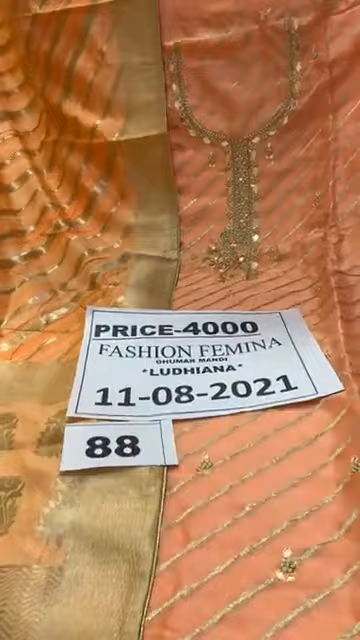 PRICE-4000
FASHION FEMINA
GHUMAR MANDI
*LUDHIANA*
11-08-2021
88